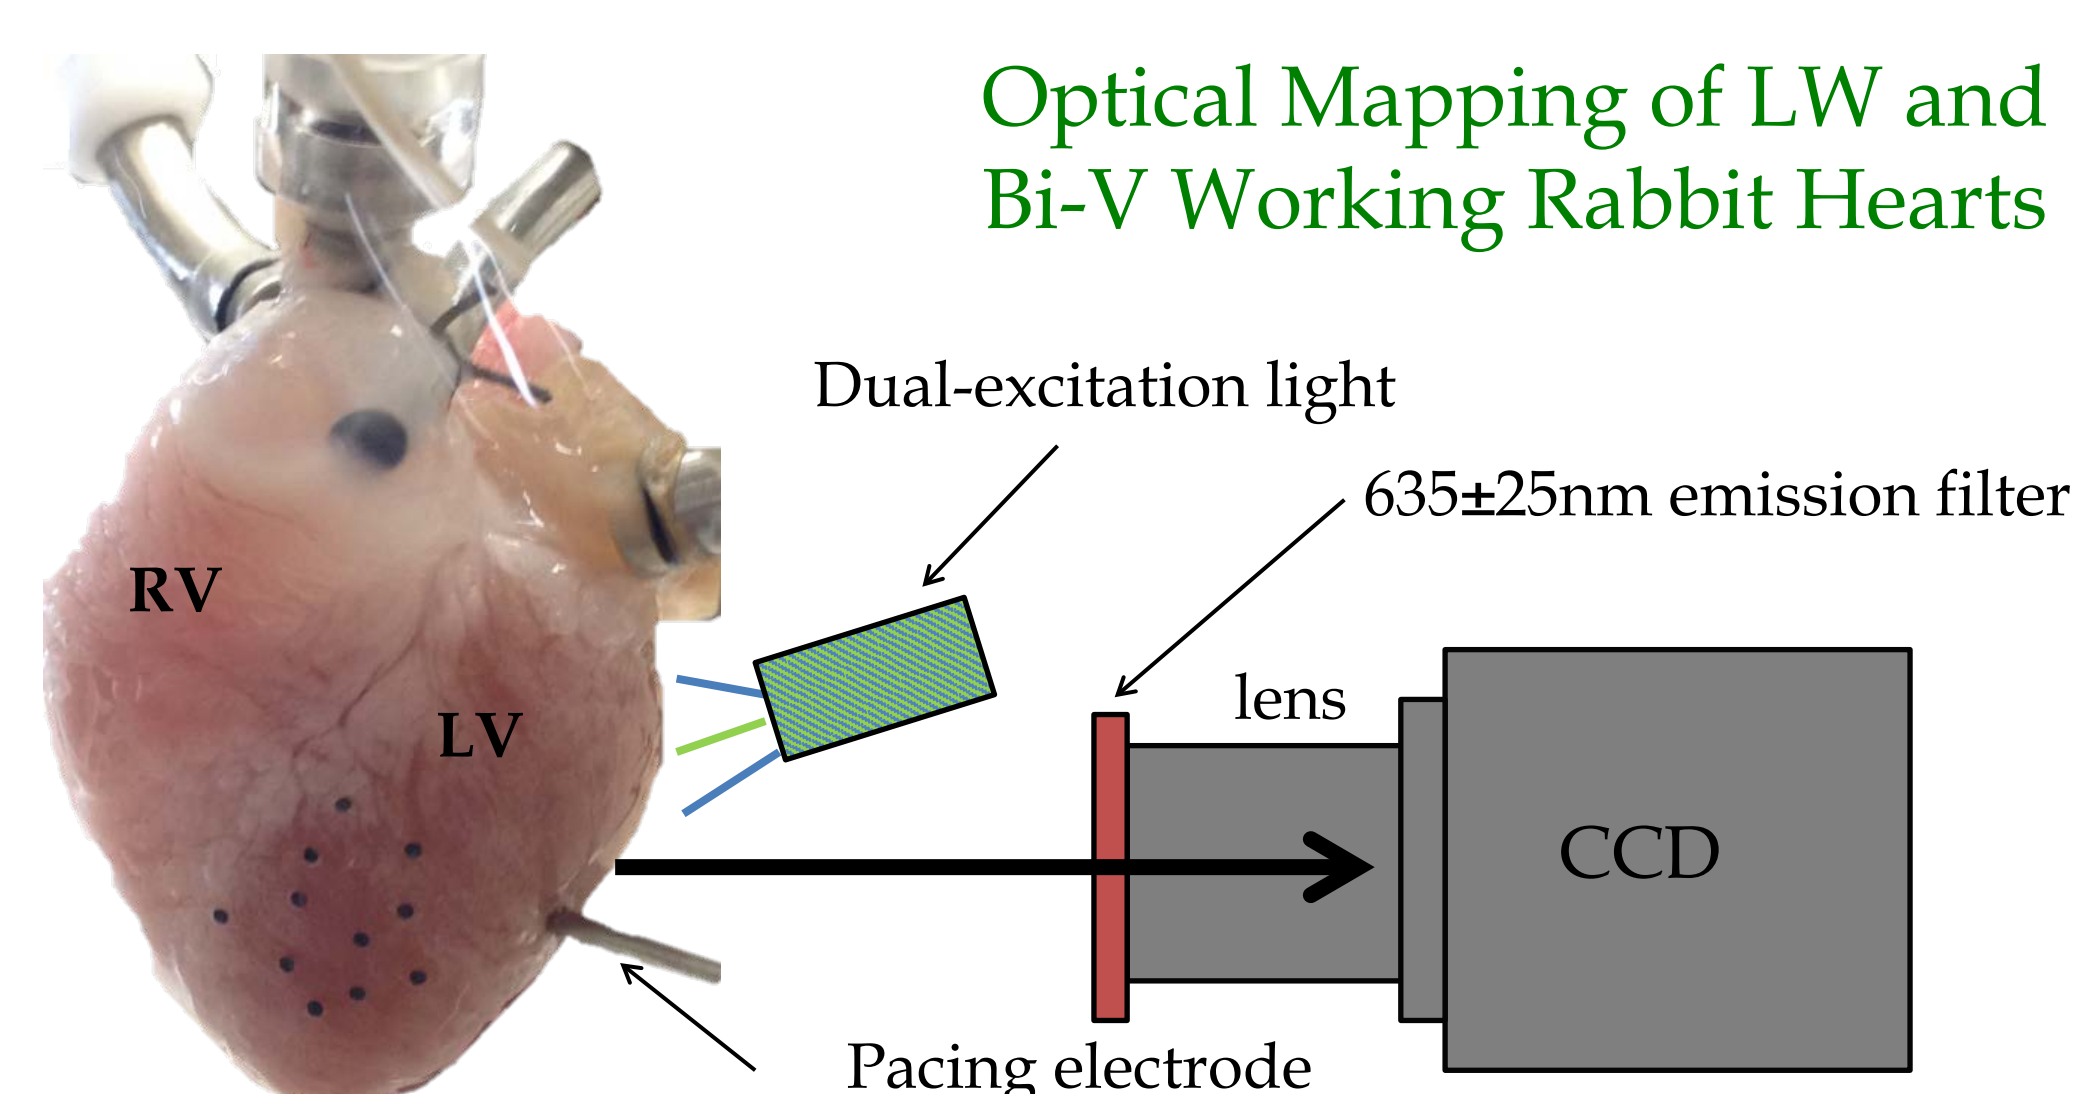 Optical Mapping of LW and
Bi-V Working Rabbit Hearts
Dual-excitation light
635±25nm emission filter
RV
lens
LV
CCD
Pacing electrode